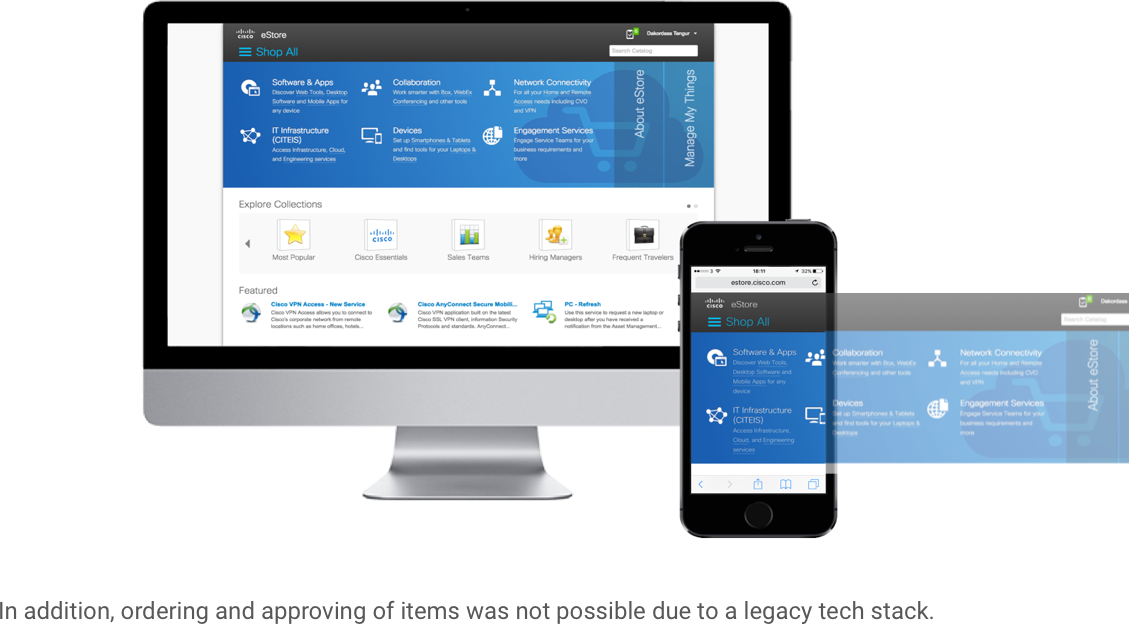 cisco eStore
6
Dakordass Tengur
Shop All
Search Catalog
Software & Apps
Discover Web Tools, Desktop
Software and Mobile Apps for
any device
Collaboration
Work smarter with Box, WebEx
Conferencing and other tools
Network Connectivity
For all your Home and Remote
Access needs including CVO
and VPN
IT Infrastructure
(CITEIS)
Access Infrastructure, Cloud,
and Engineering services
Devices
Set up Smartphones & Tablets
and find tools for your Laptops &
Desktops
Engagement Services
Engage Service Teams for your
business requirements and
more
About eStore
Manage My Things
Explore Collections
cisco
Most Popular
Cisco Essentials
Sales Teams
Hiring Managers
Frequent Travelers
Featured
Cisco VPN Access - New Service
Cisco VPN Access allows you to connect to
Cisco's corporate network from remote
locations such as home offices, hotels...
Cisco AnyConnect Secure Mobili...
Cisco VPN application built on the latest
Cisco SSL VPN client, information Security
Protocols and standards. AnyConnect...
PC - Refresh
Use this service to request a new laptop or
desktop after you have received a
notification from the Asset Management...
3 18:11 32%
estore.cisco.com
cisco eStore
Dakordass
Shop All
Search Catalog
Software & Apps
Discover Web Tools,
Desktop Software and
Mobile Apps for any
device
Collaboration
Work smarter with Box, WebEx
Conferencing and other tools
Network Connectivity
For all your Home and Remote
Access needs including CVO
and VPN
IT Infrastructure
(CITEIS)
Access Infrastructure,
Cloud, and Engineering
services
Devices
Set up Smartphones & Tablets
and find tools for your Laptops &
Desktops
Engagement Services
Engage Service Teams for your
business requirements and
more
About eStore
In addition, ordering and approving of items was not possible due to a legacy tech stack.